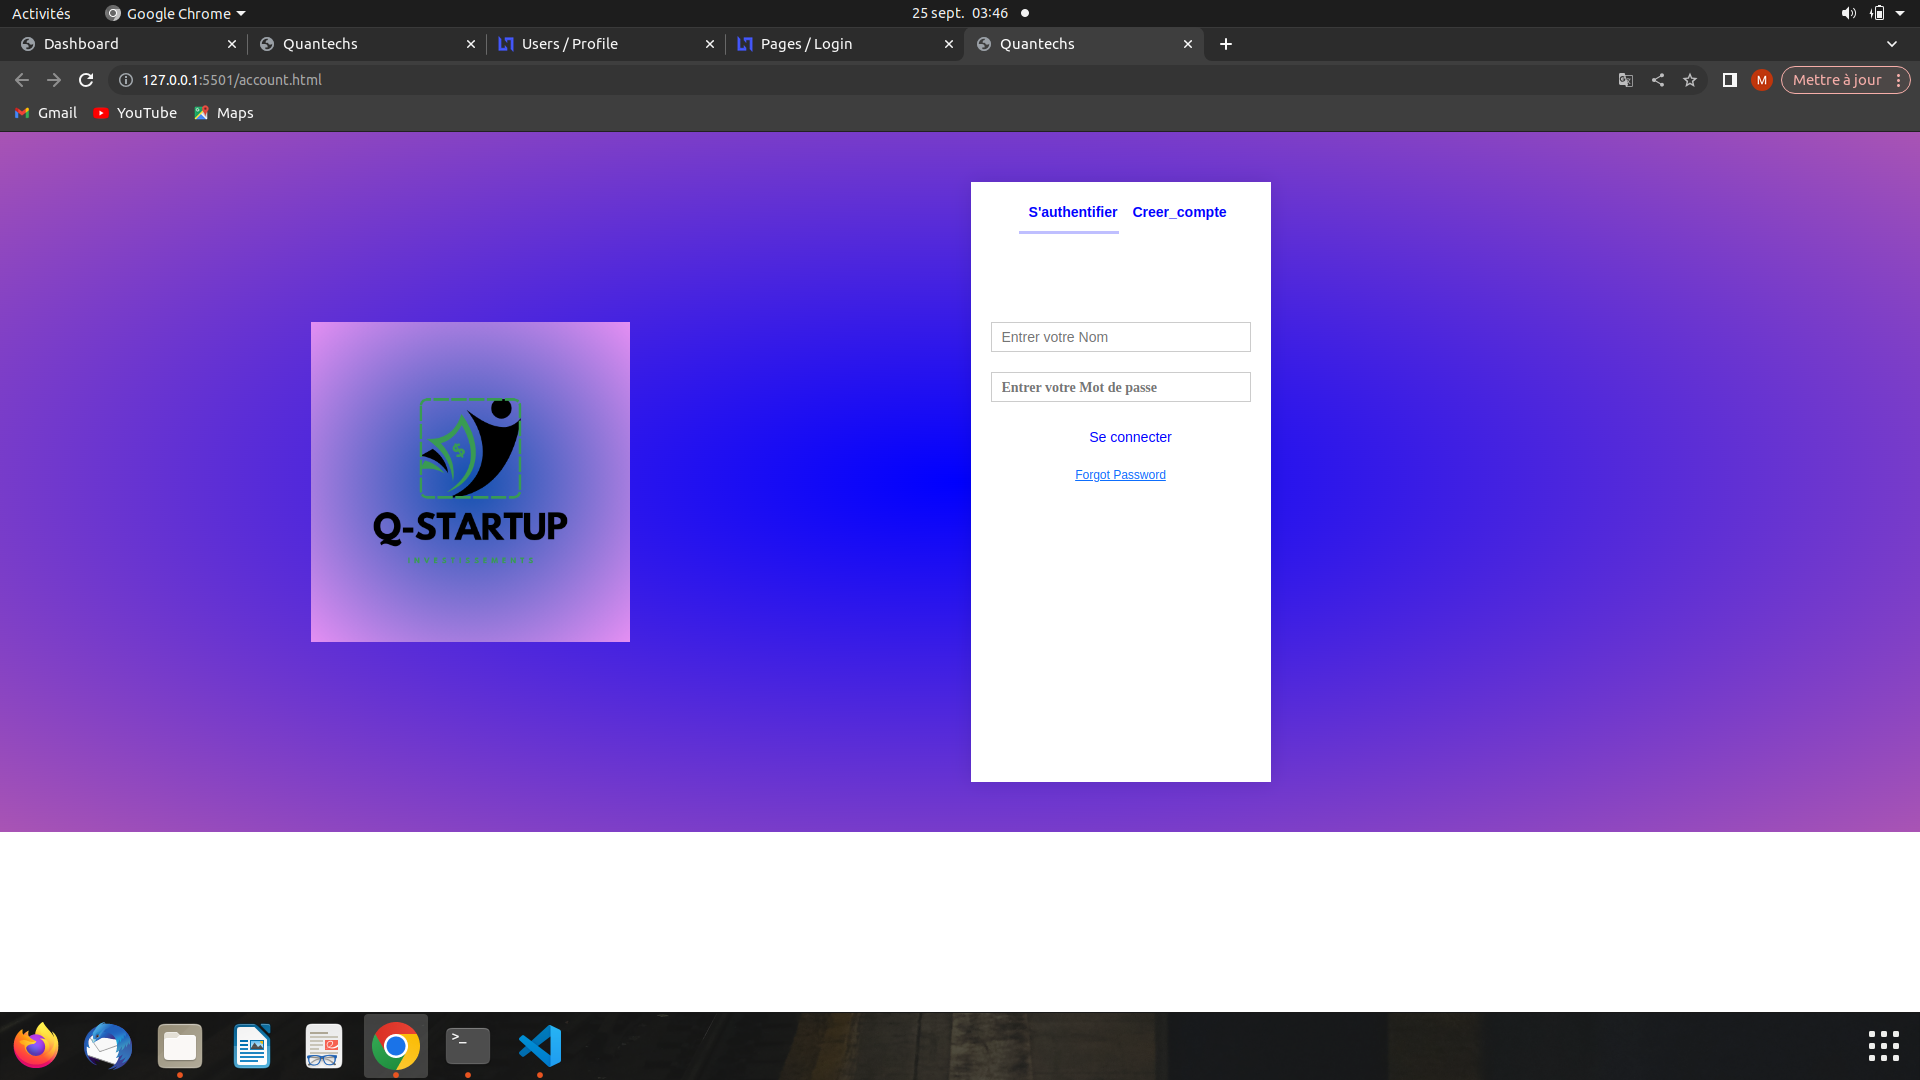 Activités
Google Chrome
25 sept. 03:46
Dashboard
Quantechs
Users / Profile
Pages / Login
Quantechs
127.0.0.1:5501/account.html
M
Mettre à jour
Gmail
YouTube
Maps
S'authentifier
Creer_compte
Entrer votre Nom
Entrer votre Mot de passe
Se connecter
Forgot Password
$
Q-STARTUP
>_